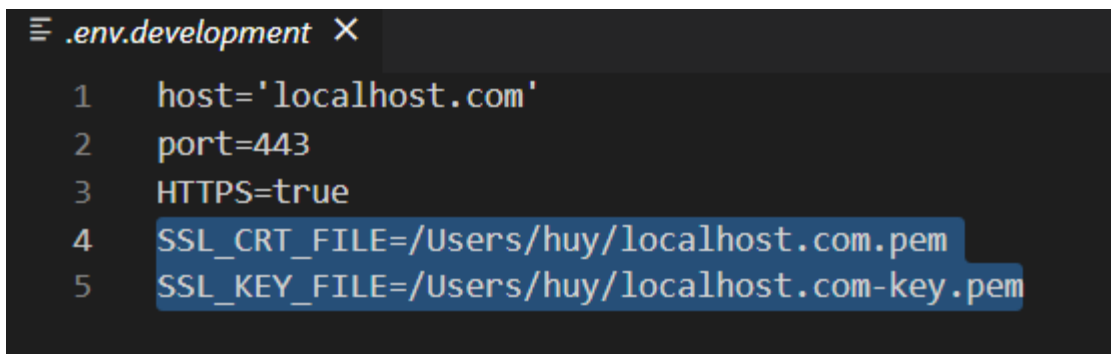 .env.development ✕
1 host='localhost.com'
2 port=443
3 HTTPS=true
4 SSL_CRT_FILE=/Users/huy/localhost.com.pem
5 SSL_KEY_FILE=/Users/huy/localhost.com-key.pem